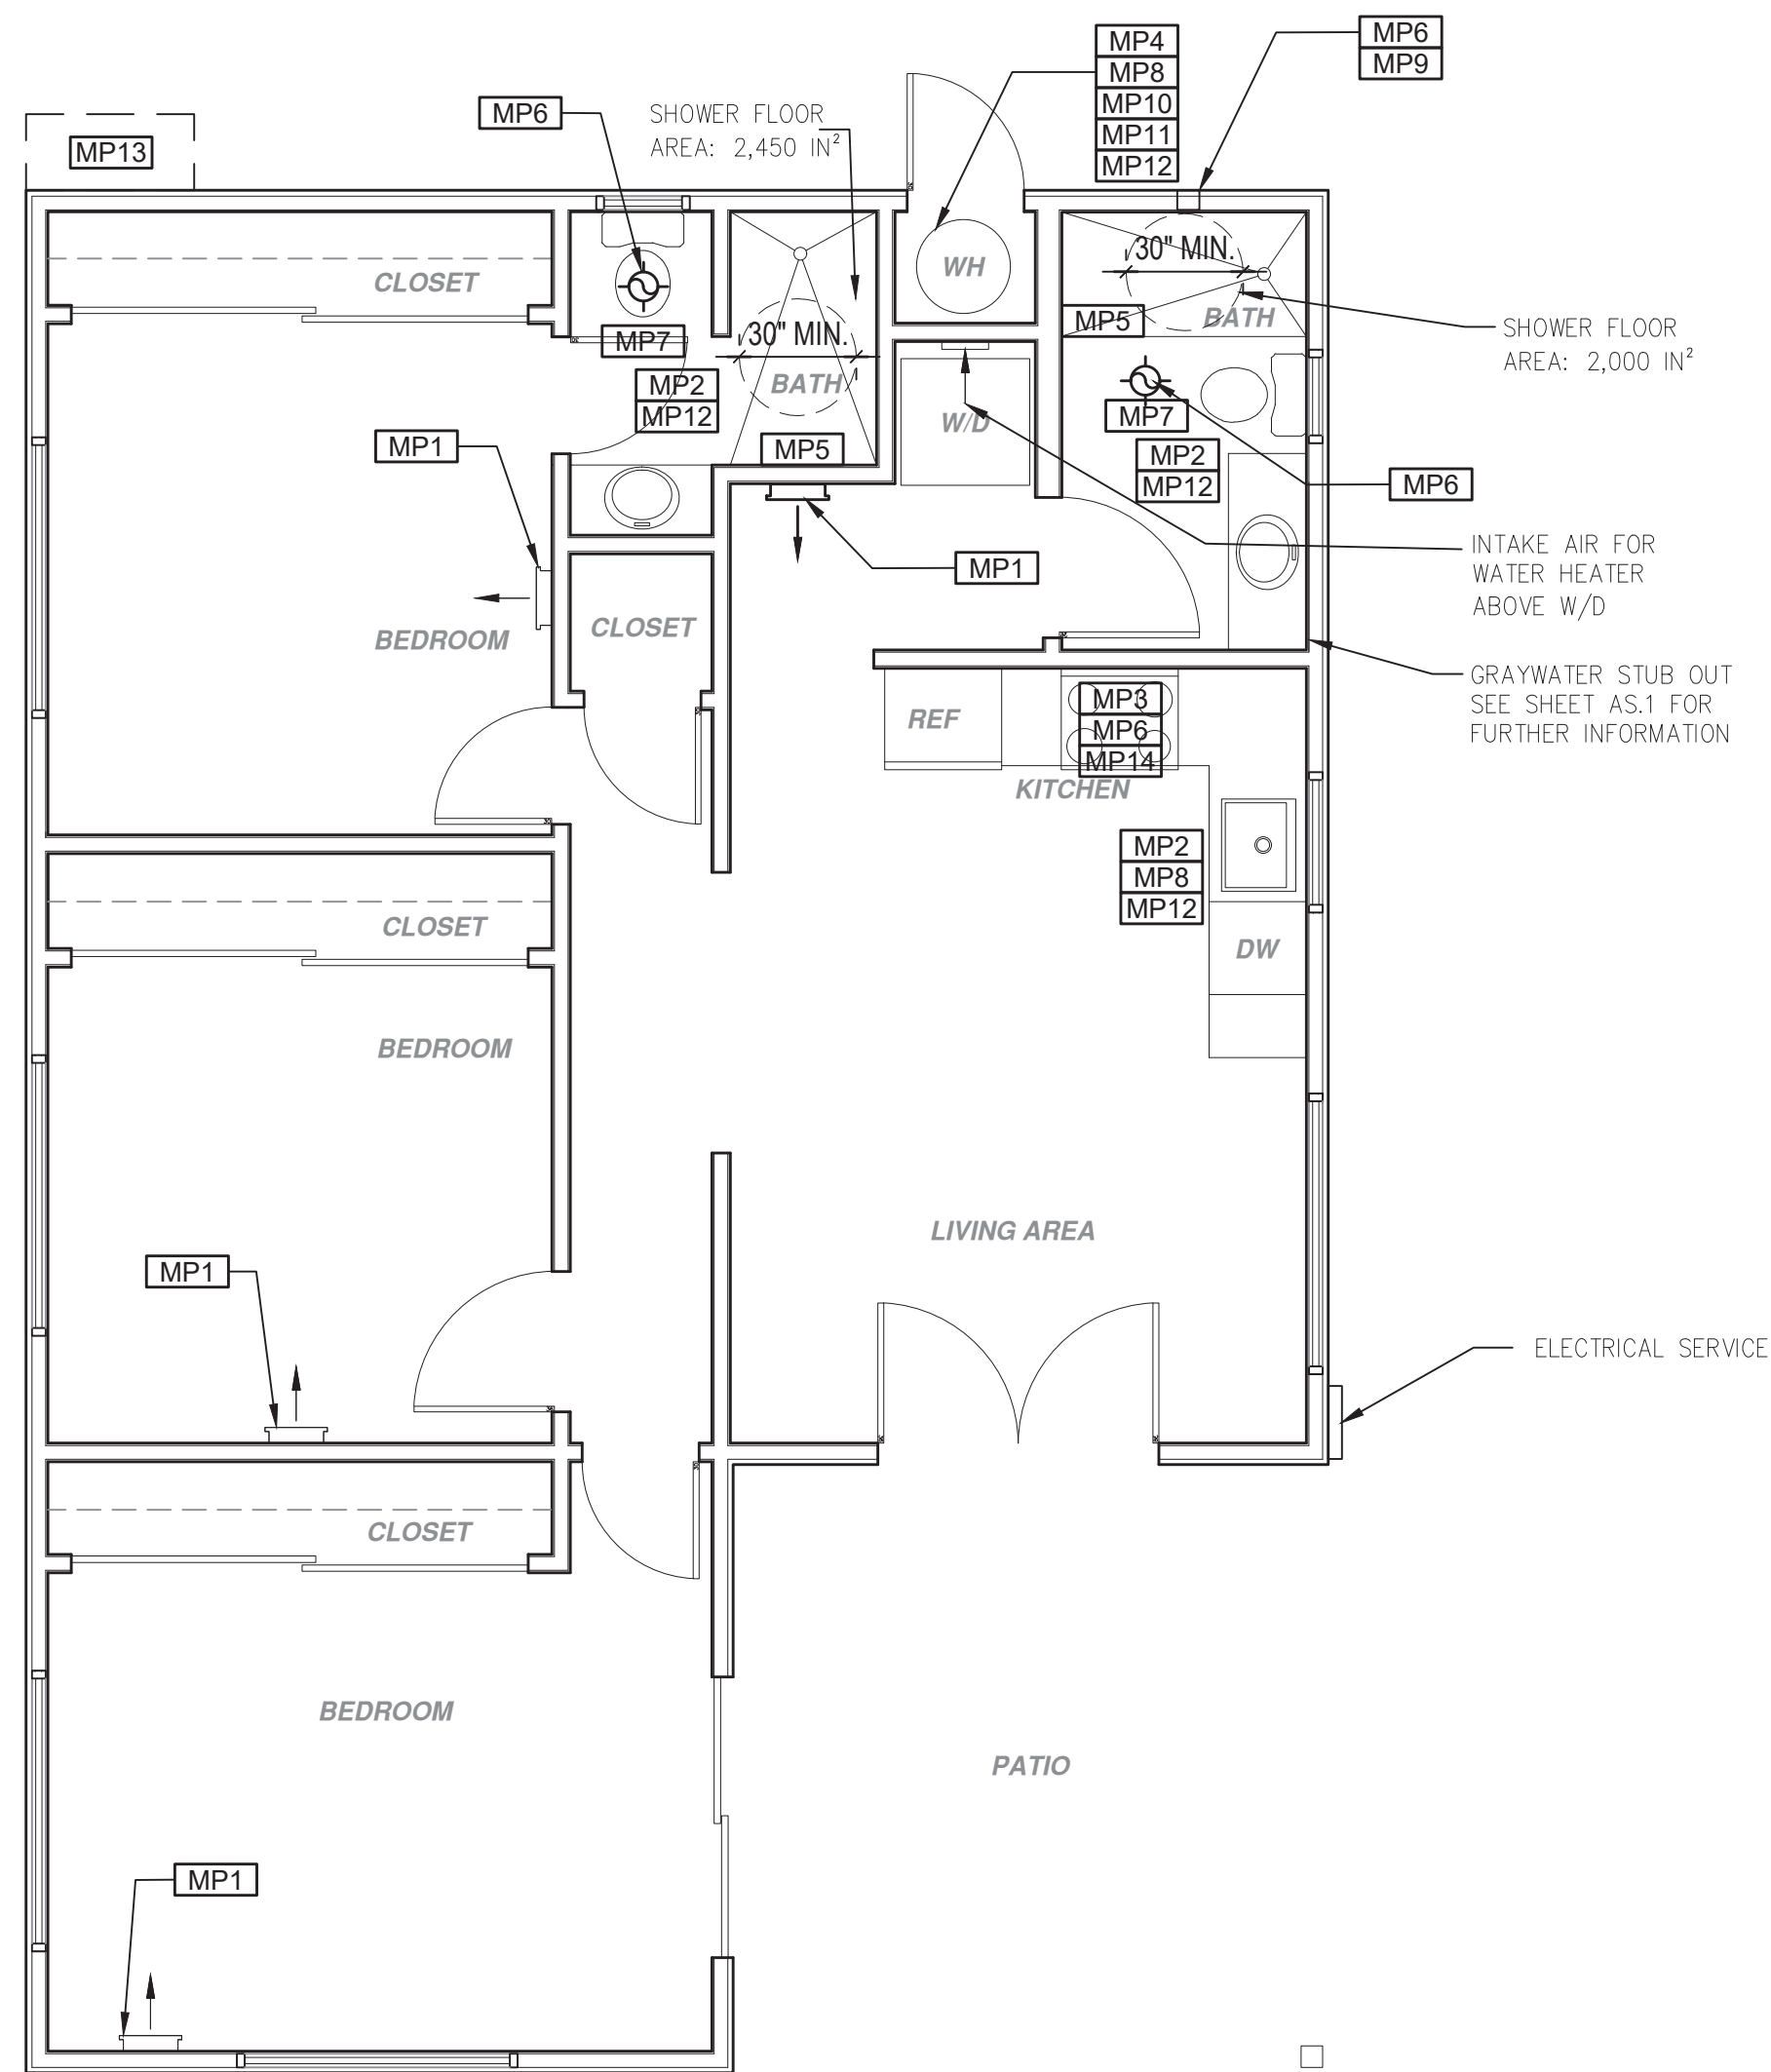 MP4
MP8
MP10
MP11
MP12
MP6
MP9
MP6
SHOWER FLOOR
AREA: 2,450 IN²
MP13
CLOSET
MP7
30" MIN.
BATH
MP2
MP12
MP5
WH
30" MIN.
MP5
BATH
SHOWER FLOOR
AREA: 2,000 IN²
W/D
MP7
MP2
MP12
MP6
MP1
MP1
INTAKE AIR FOR
WATER HEATER
ABOVE W/D
BEDROOM
CLOSET
GRAYWATER STUB OUT
SEE SHEET AS.1 FOR
FURTHER INFORMATION
REF
MP3
MP6
MP14
KITCHEN
MP2
MP8
MP12
DW
CLOSET
BEDROOM
LIVING AREA
MP1
ELECTRICAL SERVICE
CLOSET
BEDROOM
PATIO
MP1